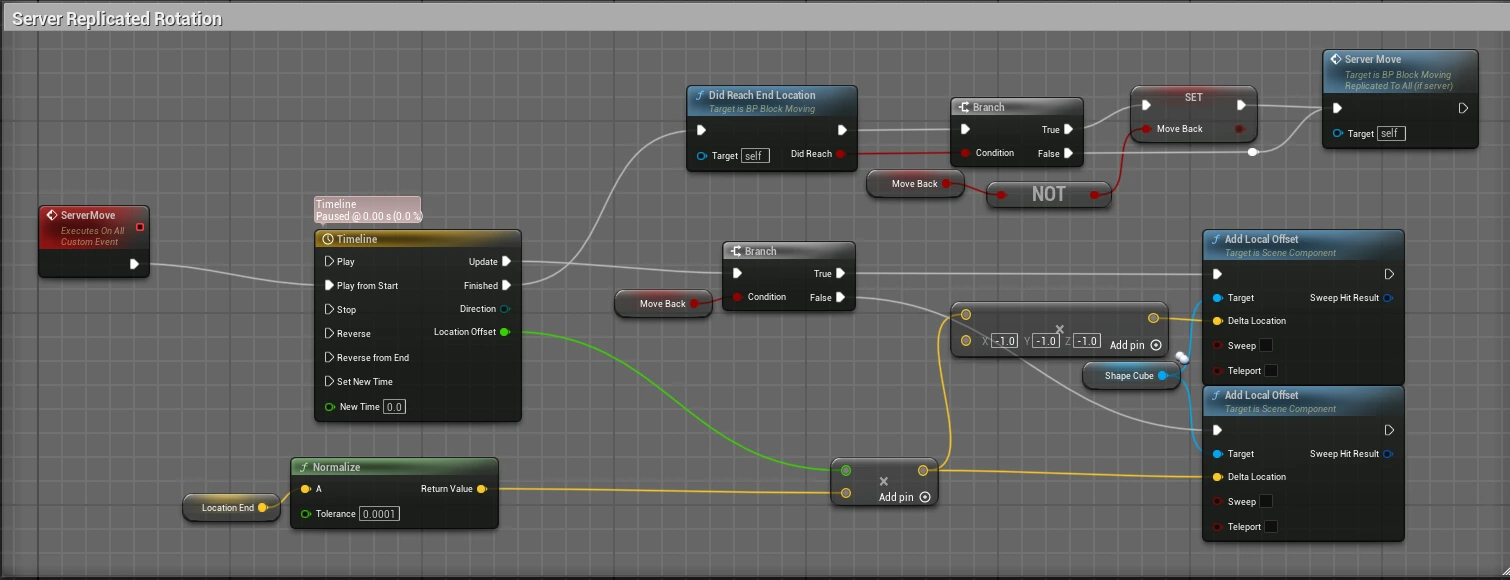 Server Replicated Rotation
Server Move
Target is BP Block Moving
Replicated To All (if server)
Target self
Did Reach End Location
Target is BP Block Moving
Target self Did Reach
Branch
True
Condition False
SET
Move Back
Move Back
NOT
ServerMove
Executes On All
Custom Event
Timeline
Paused @ 0.00 s (0.0 %)
Timeline
Play Update
Play from Start Finished
Stop Direction
Reverse Location Offset
Reverse from End
Set New Time
New Time 0.0
Branch
True
Condition False
Move Back
X -1.0 Y -1.0 Z -1.0 Add pin
Shape Cube
Add Local Offset
Target is Scene Component
Target Sweep Hit Result
Delta Location
Sweep
Teleport
Add Local Offset
Target is Scene Component
Target Sweep Hit Result
Delta Location
Sweep
Teleport
Normalize
A Return Value
Tolerance 0.0001
Location End
Add pin